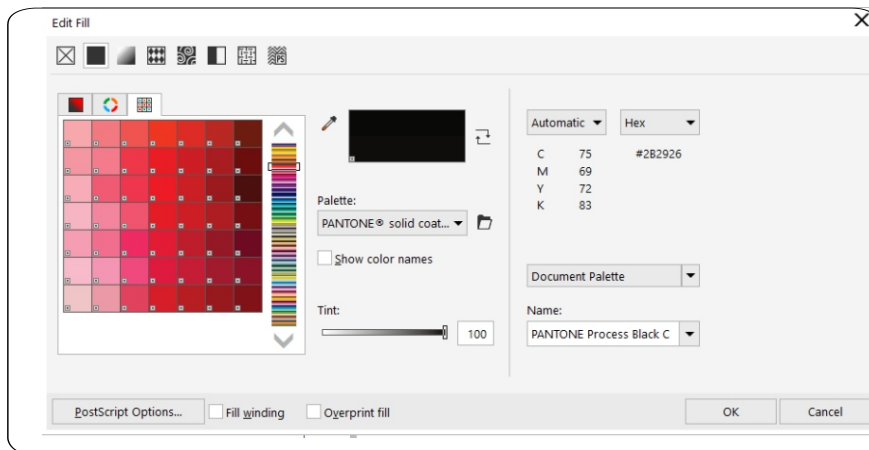 Edit Fill
PS
Automatic
Hex
C 75
#2B2926
M 69
Y 72
K 83
Palette:
PANTONE® solid coat...
Show color names
Document Palette
Tint:
Name:
100
PANTONE Process Black C
PostScript Options...
Fill winding
Overprint fill
OK
Cancel